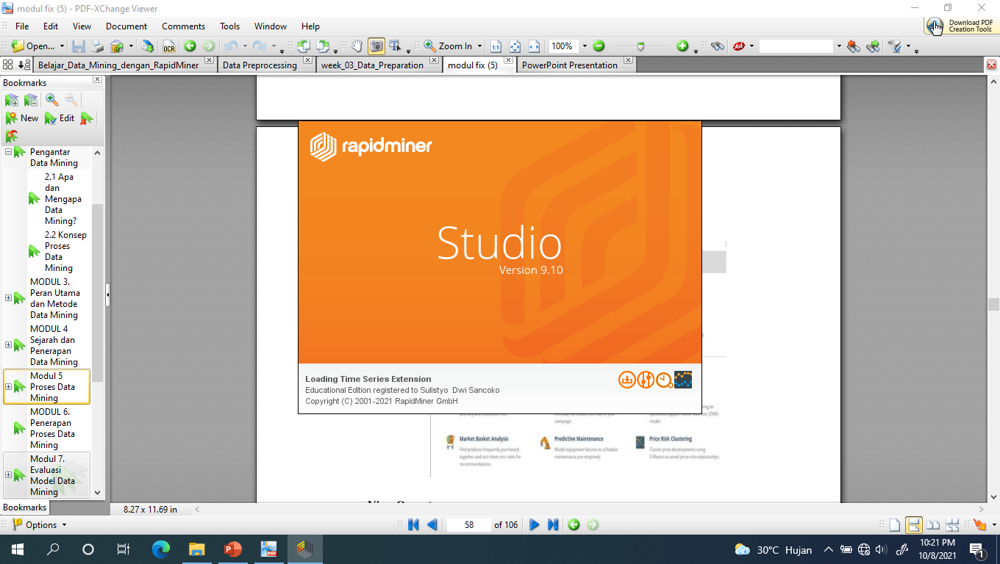 modul fix (5) - PDF-XChange Viewer
File Edit View Document Comments Tools Window Help
Download PDF
Creation Tools
Open...
OCR
Zoom In
1:1
100%
Ask
Belajar_Data_Mining_dengan_RapidMiner
Data Preprocessing
week_03_Data_Preparation
modul fix (5)
PowerPoint Presentation
Bookmarks
New Edit
Pengantar
Data Mining
2.1 Apa
dan
Mengapa
Data
Mining?
2.2 Konsep
Proses
Data
Mining
MODUL 3.
Peran Utama
dan Metode
Data Mining
MODUL 4
Sejarah dan
Penerapan
Data Mining
Modul 5
Proses Data
Mining
MODUL 6.
Penerapan
Proses Data
Mining
Modul 7.
Evaluasi
Model Data
Mining
Bookmarks
rapidminer
Studio
Version 9.10
Loading Time Series Extension
Educational Edition registered to Sulistyo Dwi Sancoko
Copyright (C) 2001-2021 RapidMiner GmbH
campaign.
model.
Market Basket Analysis
Find products frequently purchased
together and turn them into rules for
recommendations.
Predictive Maintenance
Model equipment failures to schedule
maintenance pre-emptively.
Price Risk Clustering
Cluster price developments using
X-Means to unveil price-risk-relationships.
8.27 x 11.69 in
Options
58 of 106
30°C Hujan
10:21 PM
10/8/2021
1